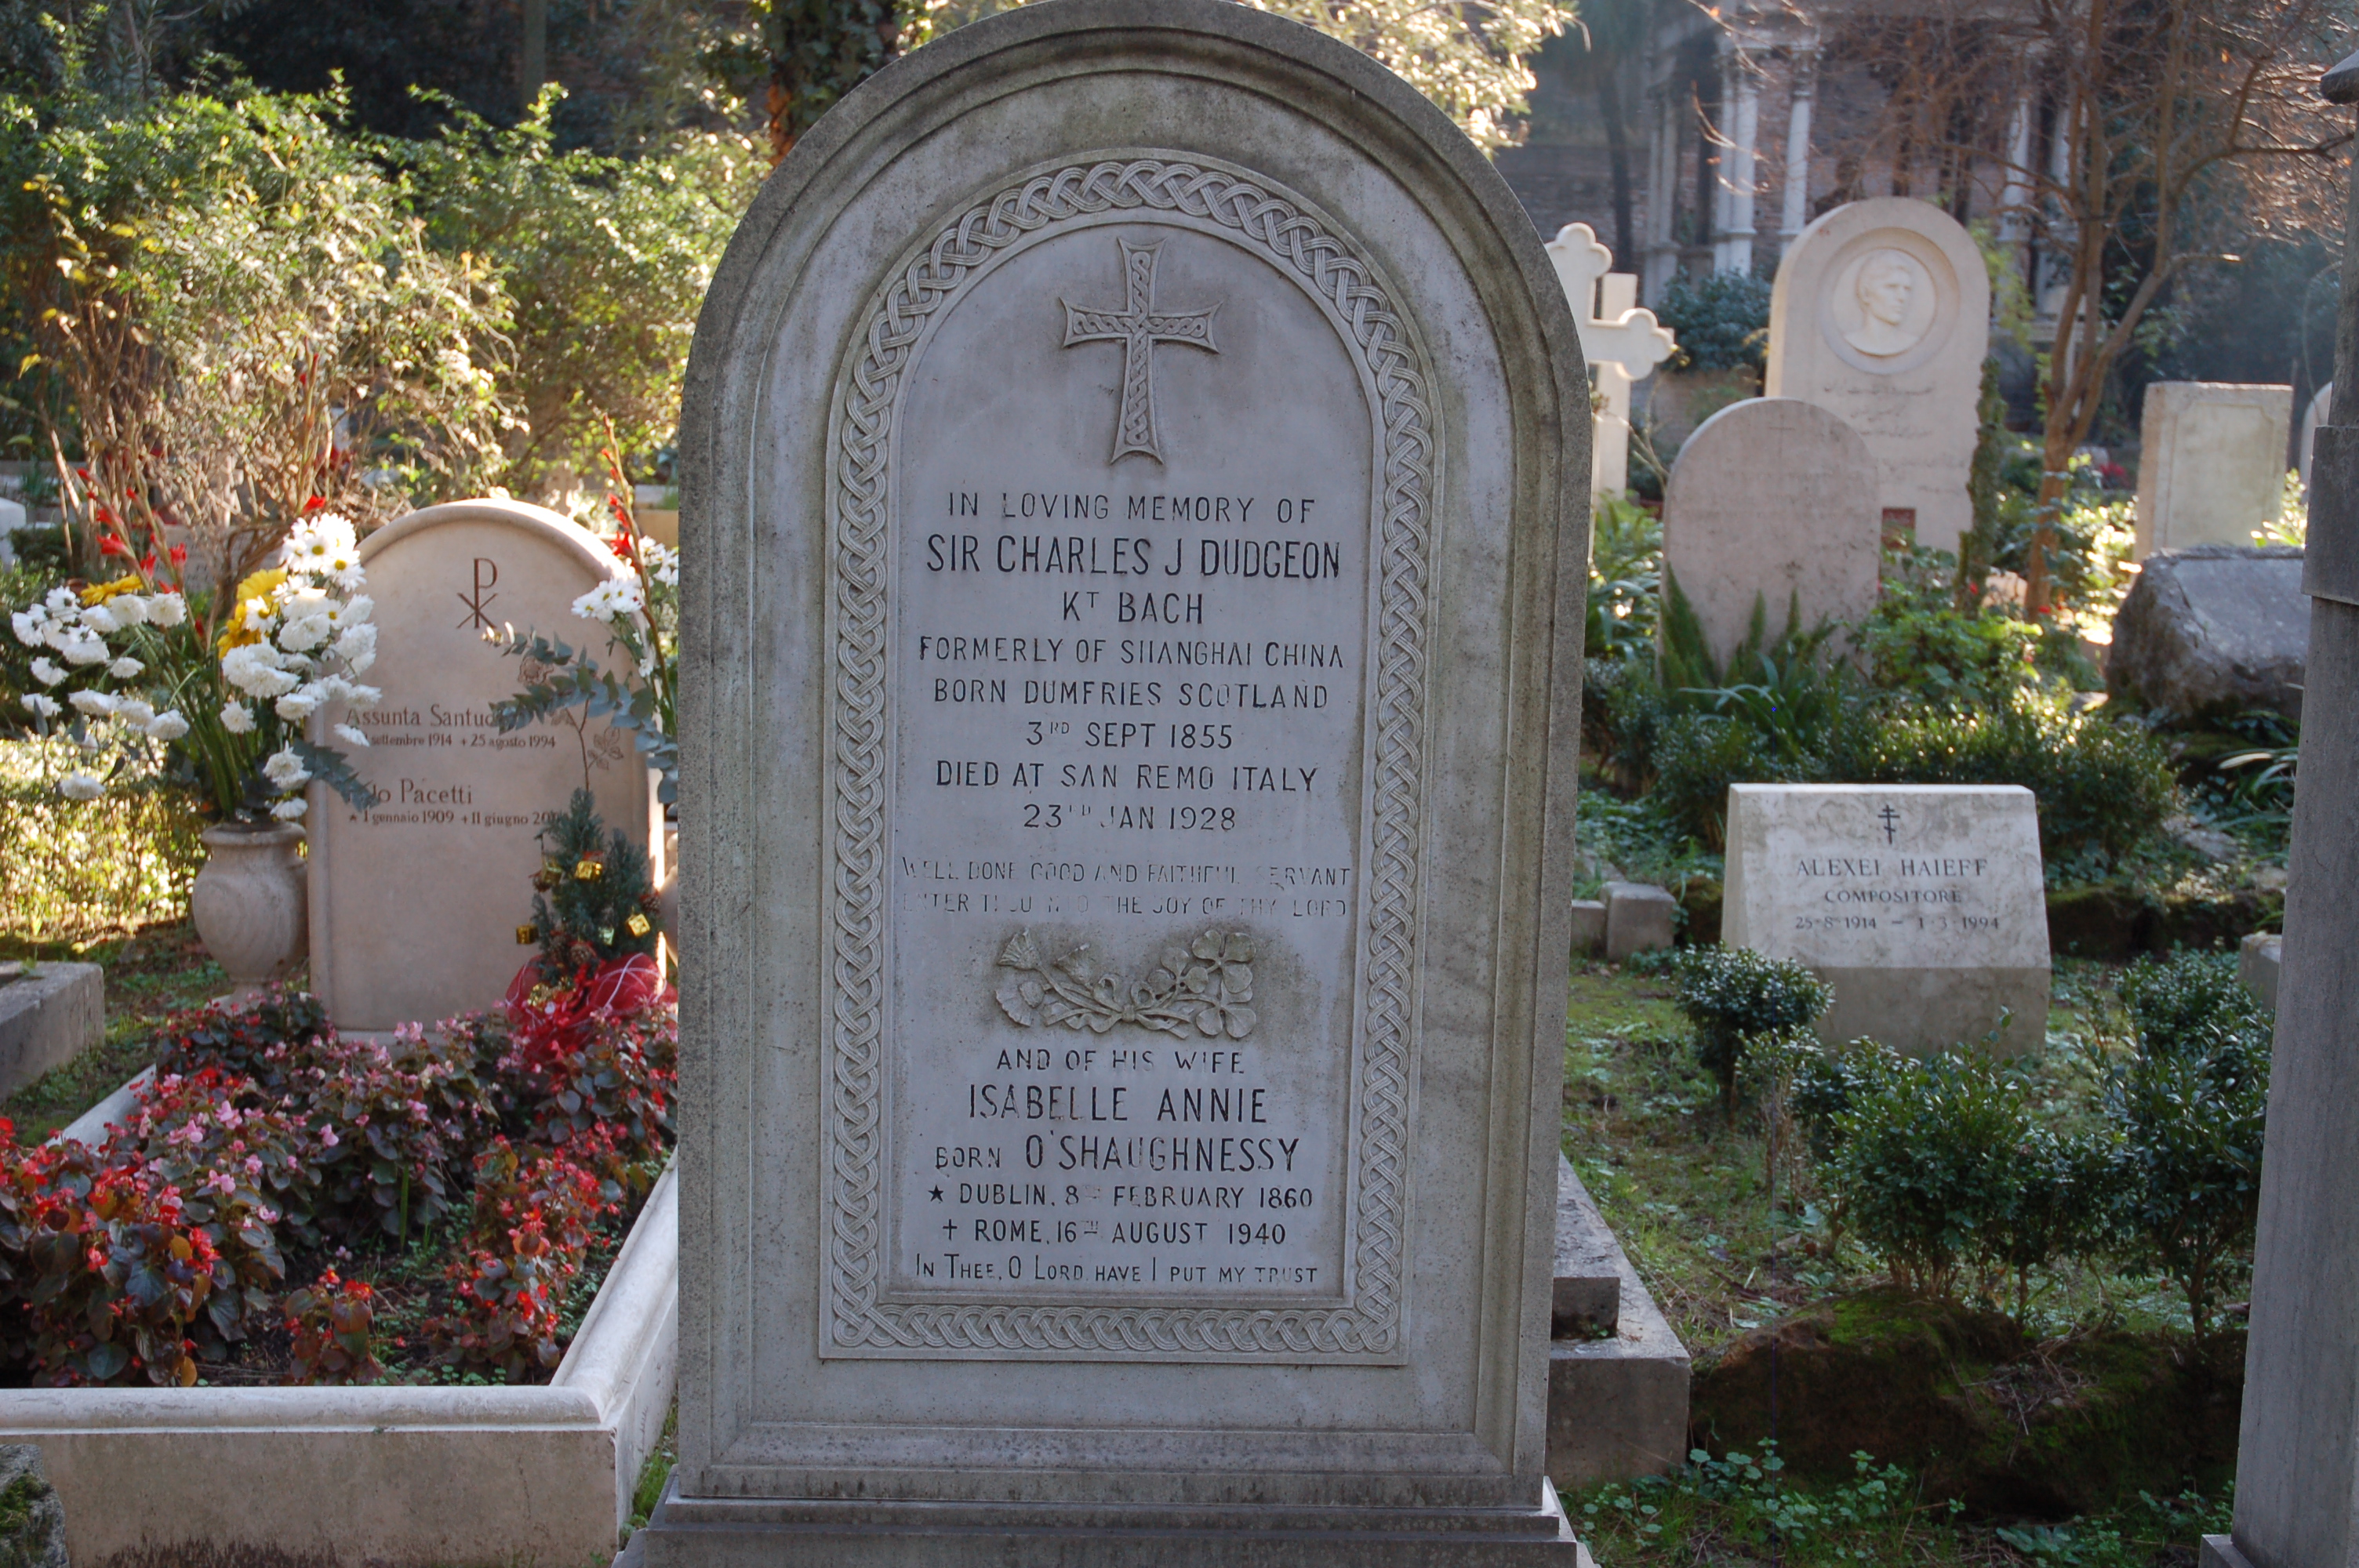 IN LOVING MEMORY OF
SIR CHARLES J DUDGEON
KT BACH
FORMERLY OF SHANGHAI CHINA
BORN DUMFRIES SCOTLAND
3RD SEPT 1855
DIED AT SAN REMO ITALY
23TH JAN 1928
WELL DONE GOOD AND FAITHFUL SERVANT
ENTER THOU INTO THE JOY OF THY LORD
AND OF HIS WIFE
ISABELLE ANNIE
BORN O'SHAUGHNESSY
★ DUBLIN, 8TH FEBRUARY 1860
✝ ROME, 16TH AUGUST 1940
IN THEE, O LORD, HAVE I PUT MY TRUST
Assunta
settembre 1914 + 25 agosto 1994
Pacetti
★ 1 gennaio 1909 + 11 giugno
ALEXEI HAIEFF
COMPOSITORE
25-8-1914 — 1-3-1994